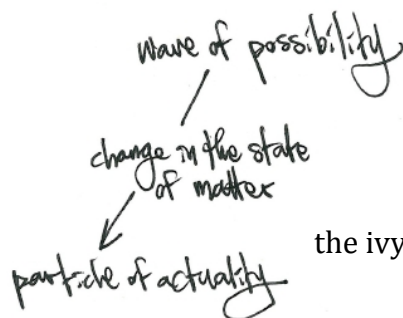 wave of possibility
change in the state
of matter
the ivy
particle of actuality